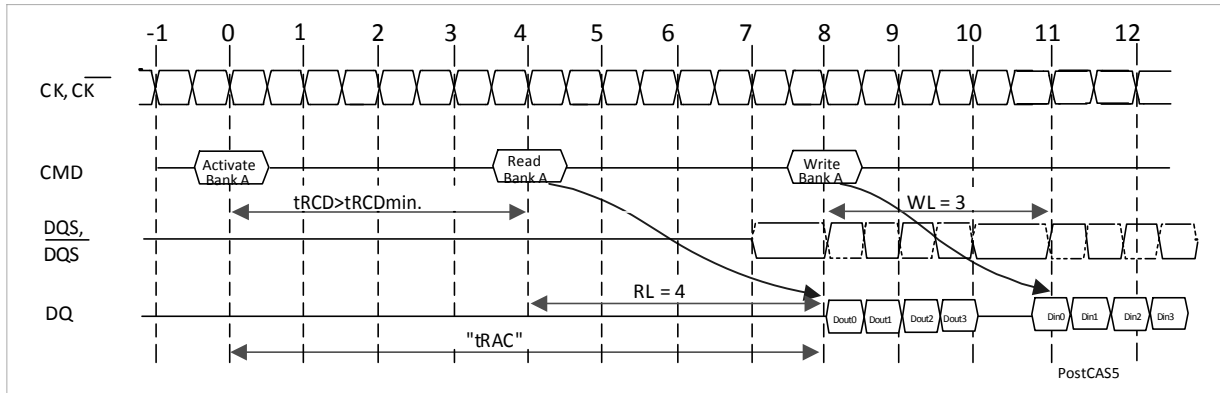 -1 0 1 2 3 4 5 6 7 8 9 10 11 12
CK, CK
CMD
Activate Bank A
Read Bank A
Write Bank A
tRCD>tRCDmin.
WL = 3
DQS,
DQS
RL = 4
DQ
Dout0 Dout1 Dout2 Dout3
Din0 Din1 Din2 Din3
"tRAC"
PostCAS5